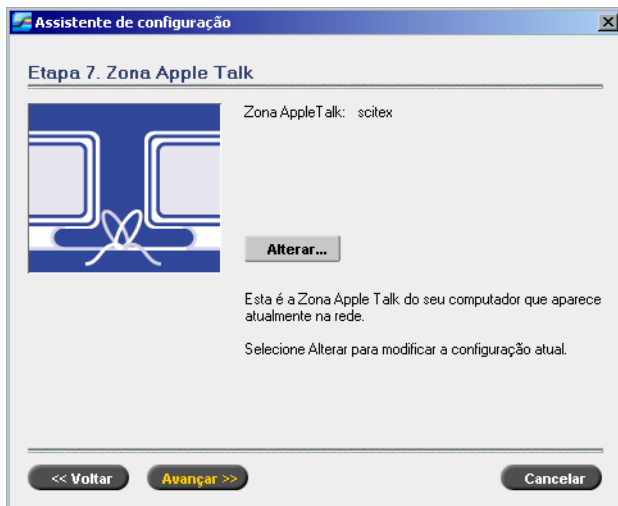 Assistente de configuração
Etapa 7. Zona Apple Talk
Zona AppleTalk: scitex
Alterar...
Esta é a Zona Apple Talk do seu computador que aparece
atualmente na rede.
Selecione Alterar para modificar a configuração atual.
<< Voltar
Avançar >>
Cancelar